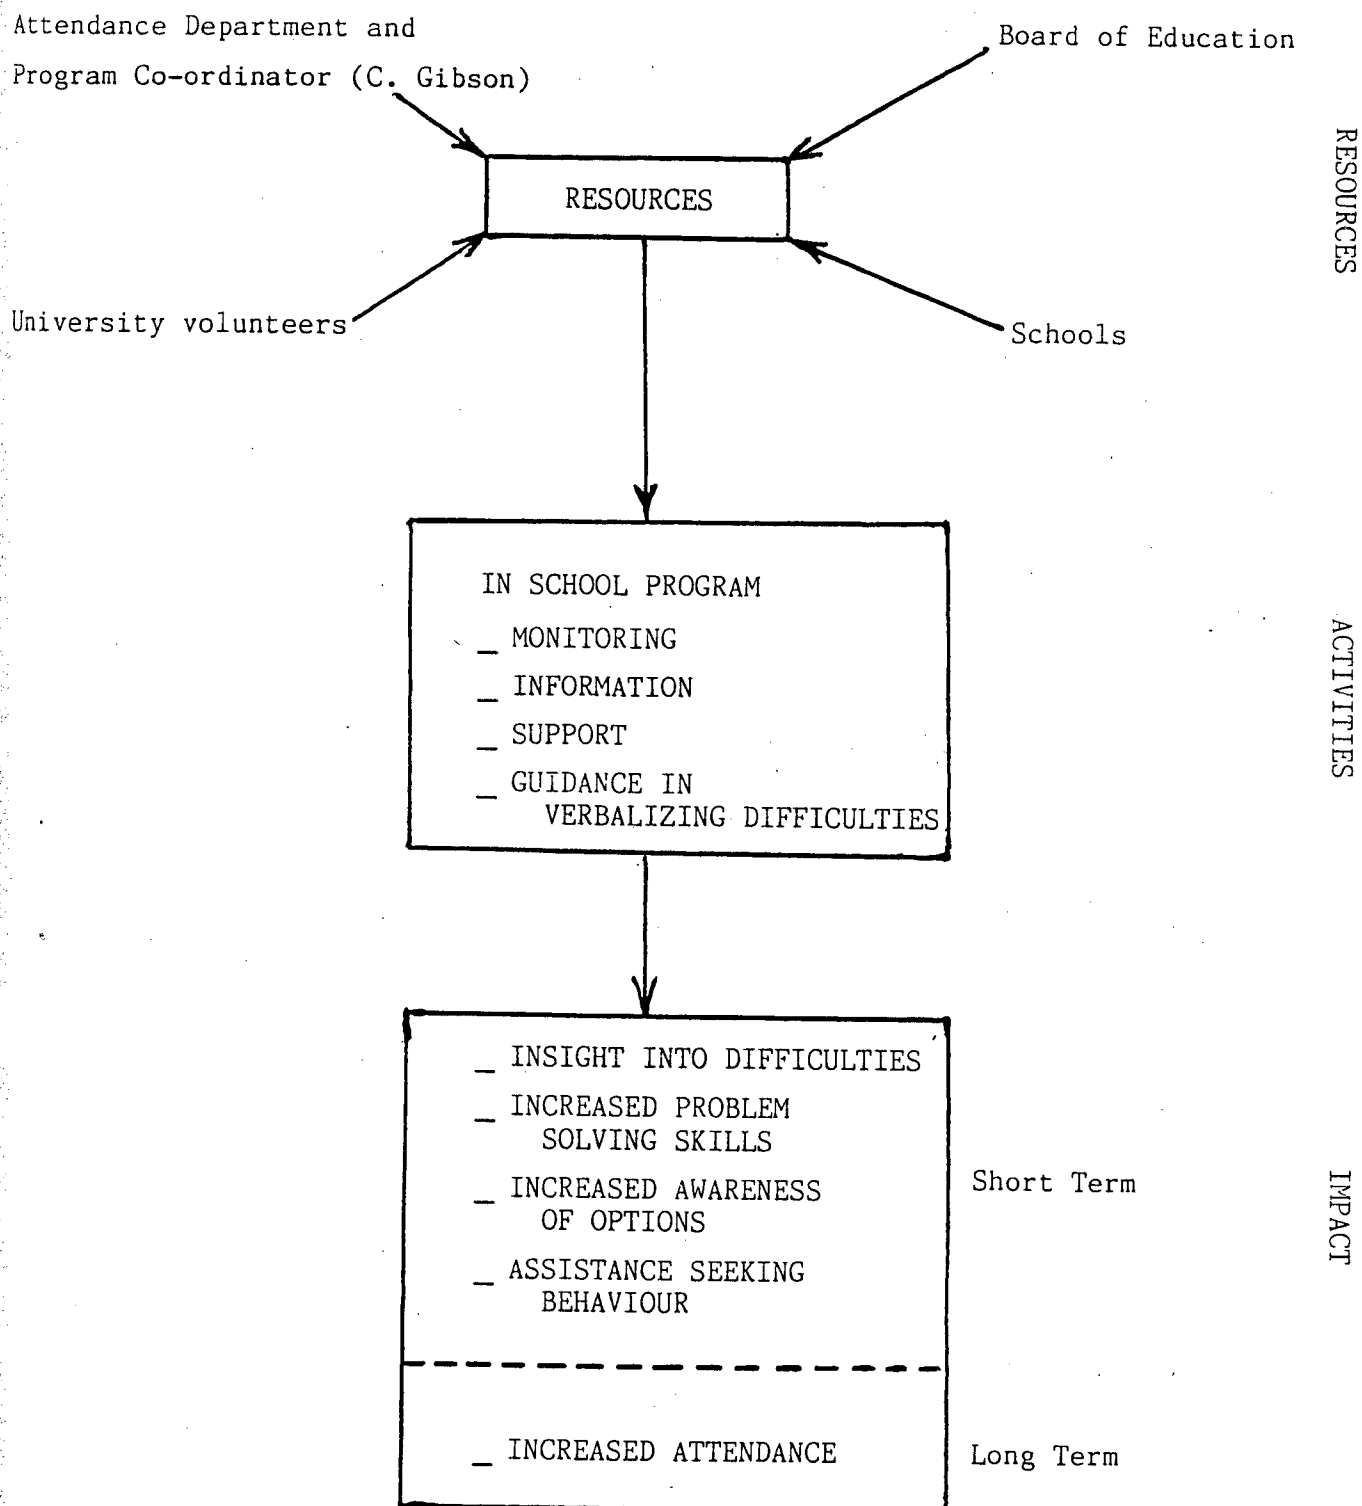 Attendance Department and
Program Co-ordinator (C. Gibson)
Board of Education
RESOURCES
RESOURCES
University volunteers
Schools
IN SCHOOL PROGRAM
_ MONITORING
_ INFORMATION
_ SUPPORT
_ GUIDANCE IN
VERBALIZING DIFFICULTIES
ACTIVITIES
_ INSIGHT INTO DIFFICULTIES
_ INCREASED PROBLEM
SOLVING SKILLS
_ INCREASED AWARENESS
OF OPTIONS
_ ASSISTANCE SEEKING
BEHAVIOUR
Short Term
IMPACT
_ INCREASED ATTENDANCE
Long Term